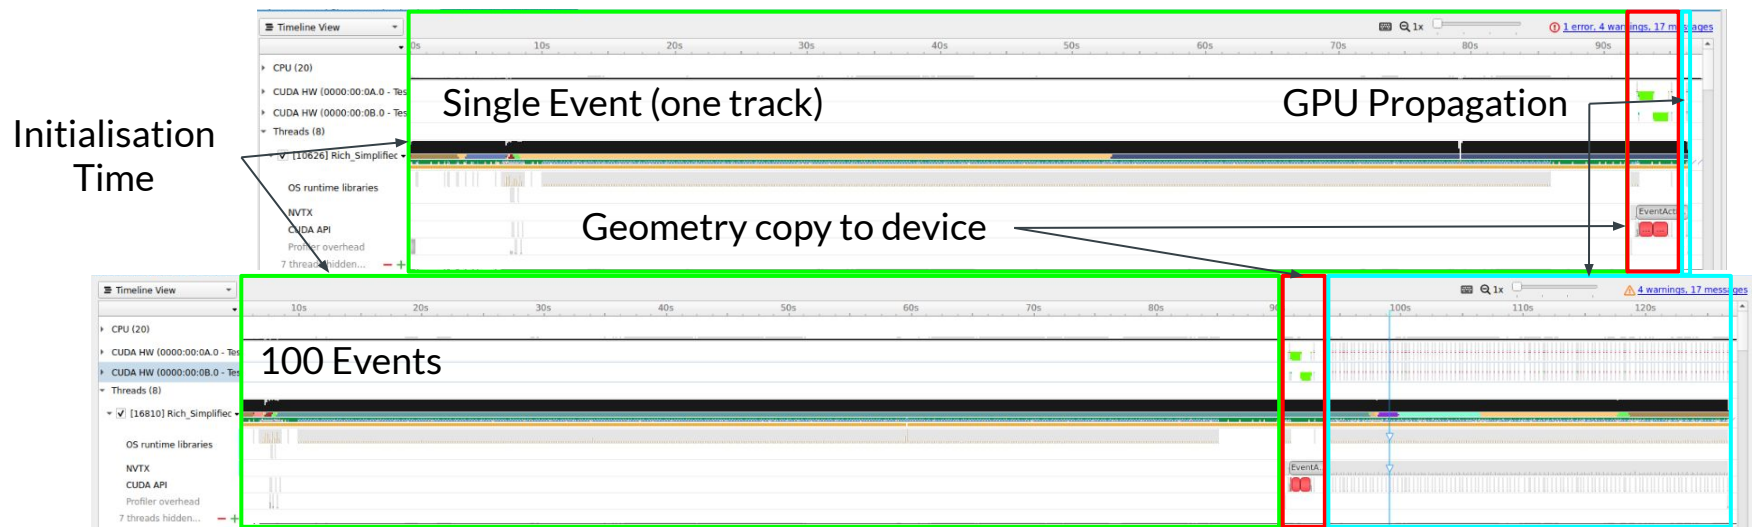 Timeline View
1x
1 error, 4 warnings, 17 messages
0s 10s 20s 30s 40s 50s 60s 70s 80s 90s
CPU (20)
CUDA HW (0000:00:0A.0 - Tes
CUDA HW (0000:00:0B.0 - Tes
Threads (8)
[10626] Rich_Simplifiec
OS runtime libraries
NVTX
EventAct
CUDA API
Profiler overhead
7 threads hidden...
Single Event (one track)
GPU Propagation
Initialisation
Time
Geometry copy to device
Timeline View
1x
4 warnings, 17 messages
10s 20s 30s 40s 50s 60s 70s 80s 100s 110s 120s
CPU (20)
CUDA HW (0000:00:0A.0 - Tes
CUDA HW (0000:00:0B.0 - Tes
100 Events
Threads (8)
[16810] Rich_Simplifiec
OS runtime libraries
NVTX
EventA..
CUDA API
Profiler overhead
7 threads hidden...